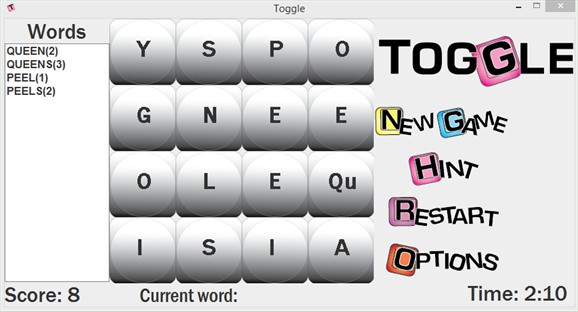 Toggle
Words
QUEEN(2)
QUEENS(3)
PEEL(1)
PEELS(2)
Y S P O
G N E E
O L E Qu
I S I A
TOGGLE
NEW GAME
HINT
RESTART
OPTIONS
Score: 8
Current word:
Time: 2:10